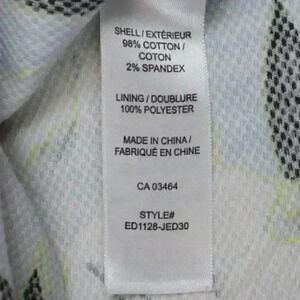 SHELL / EXTÉRIEUR
98% COTTON /
COTON
2% SPANDEX
LINING / DOUBLURE
100% POLYESTER
MADE IN CHINA /
FABRIQUÉ EN CHINE
CA 03464
STYLE#
ED1128-JED30